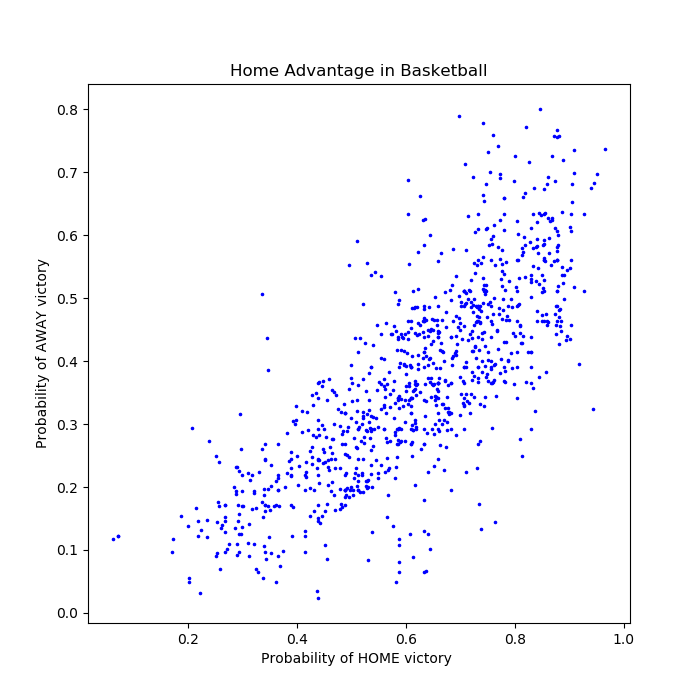 Home Advantage in Basketball
0.8
0.7
0.6
0.5
0.4
0.3
0.2
0.1
0.0
Probability of AWAY victory
0.2 0.4 0.6 0.8 1.0
Probability of HOME victory